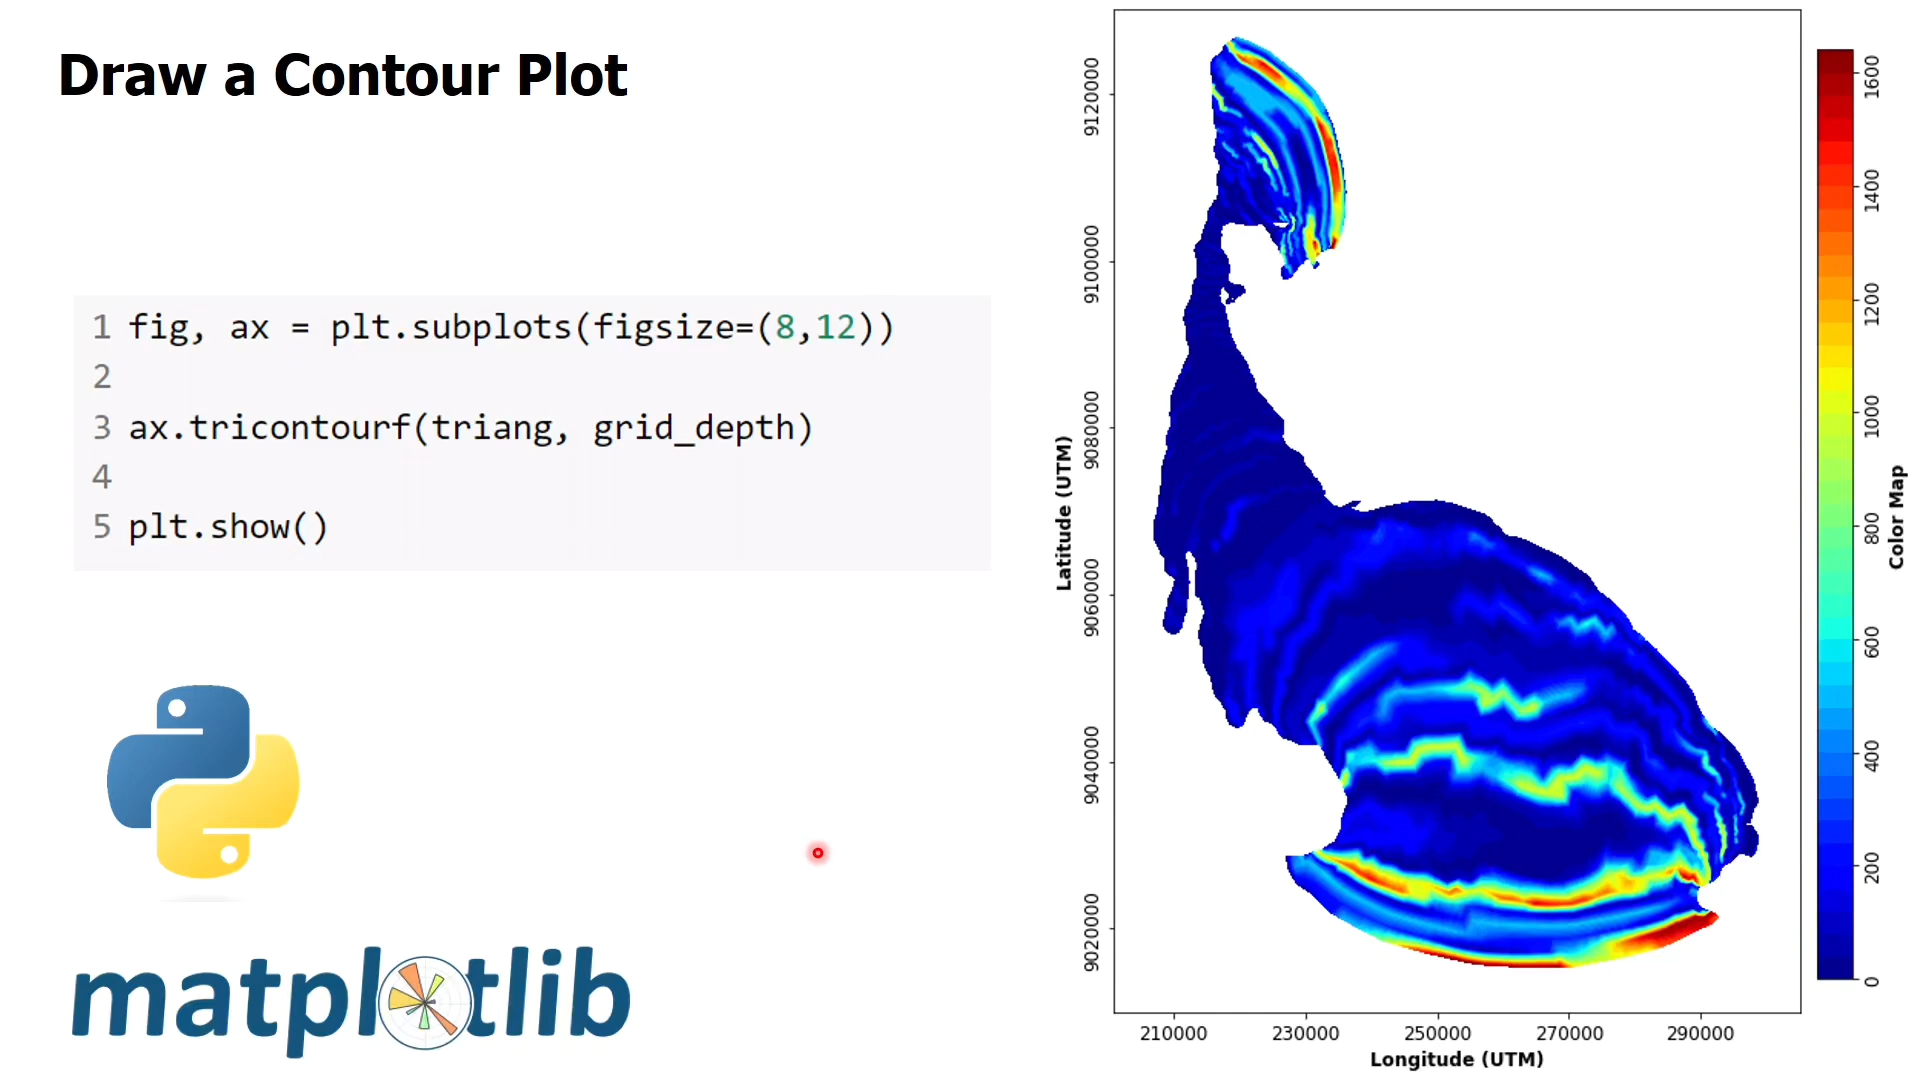 Draw a Contour Plot
1 fig, ax = plt.subplots(figsize=(8,12))
2
3 ax.tricontourf(triang, grid_depth)
4
5 plt.show()
matplotlib
Latitude (UTM)
9120000
9100000
9080000
9060000
9040000
9020000
210000 230000 250000 270000 290000
Longitude (UTM)
1600
1400
1200
1000
800
600
400
200
0
Color Map